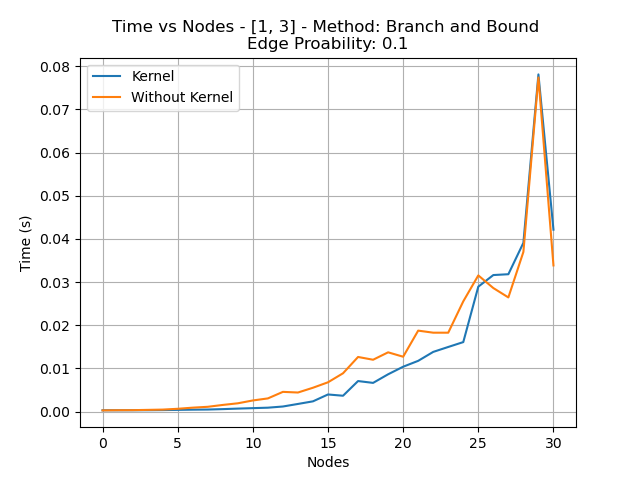 Time vs Nodes - [1, 3] - Method: Branch and Bound
Edge Proability: 0.1
Kernel
Without Kernel
0.08
0.07
0.06
0.05
0.04
0.03
0.02
0.01
0.00
Time (s)
0 5 10 15 20 25 30
Nodes